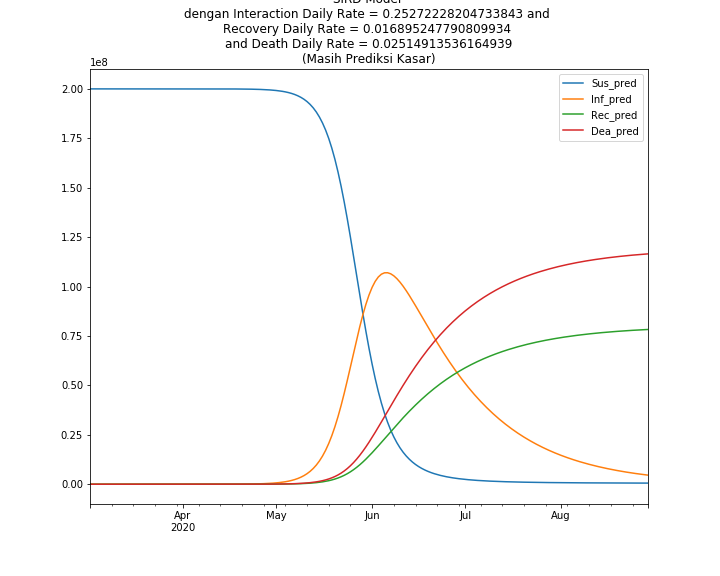 SIRD Model
dengan Interaction Daily Rate = 0.25272228204733843 and
Recovery Daily Rate = 0.016895247790809934
and Death Daily Rate = 0.02514913536164939
(Masih Prediksi Kasar)
1e8
2.00
1.75
1.50
1.25
1.00
0.75
0.50
0.25
0.00
Sus_pred
Inf_pred
Rec_pred
Dea_pred
Apr
2020
May
Jun
Jul
Aug